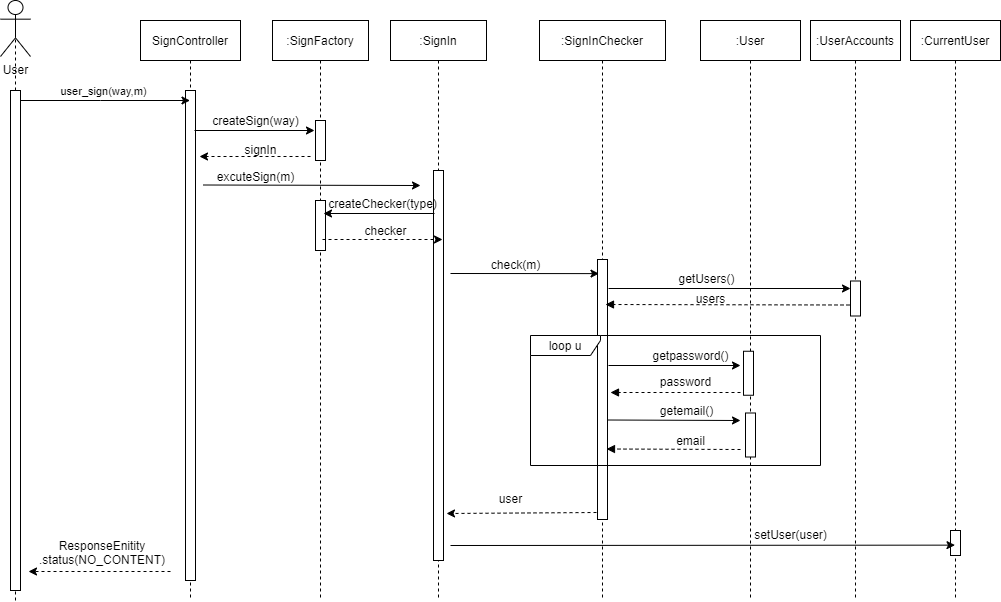 User
SignController
:SignFactory
:SignIn
:SignInChecker
:User
:UserAccounts
:CurrentUser
user_sign(way,m)
createSign(way)
signIn
excuteSign(m)
createChecker(type)
checker
check(m)
getUsers()
users
loop u
getpassword()
password
getemail()
email
user
setUser(user)
ResponseEnitity
.status(NO_CONTENT)